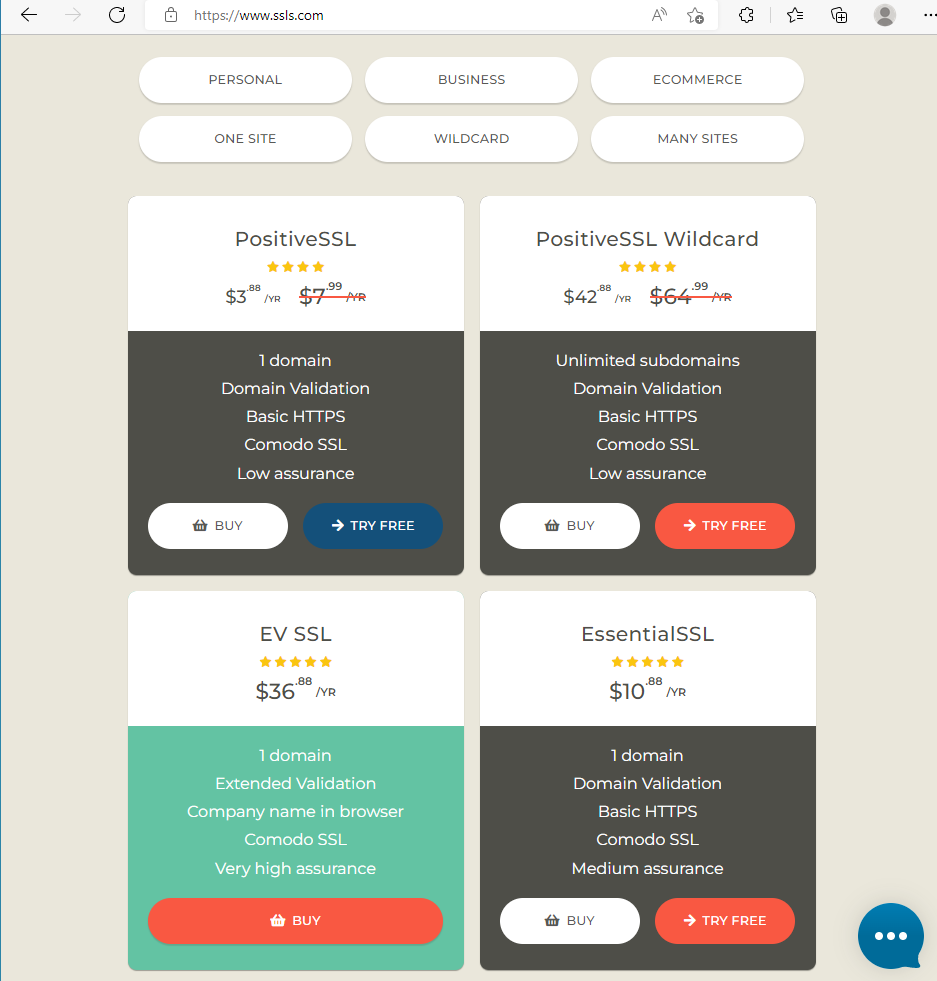 https://www.ssls.com
PERSONAL
BUSINESS
ECOMMERCE
ONE SITE
WILDCARD
MANY SITES
PositiveSSL
$3.88 /YR $7.99 /YR
1 domain
Domain Validation
Basic HTTPS
Comodo SSL
Low assurance
BUY
TRY FREE
PositiveSSL Wildcard
$42.88 /YR $64.99 /YR
Unlimited subdomains
Domain Validation
Basic HTTPS
Comodo SSL
Low assurance
BUY
TRY FREE
EV SSL
$36.88 /YR
1 domain
Extended Validation
Company name in browser
Comodo SSL
Very high assurance
BUY
EssentialSSL
$10.88 /YR
1 domain
Domain Validation
Basic HTTPS
Comodo SSL
Medium assurance
BUY
TRY FREE